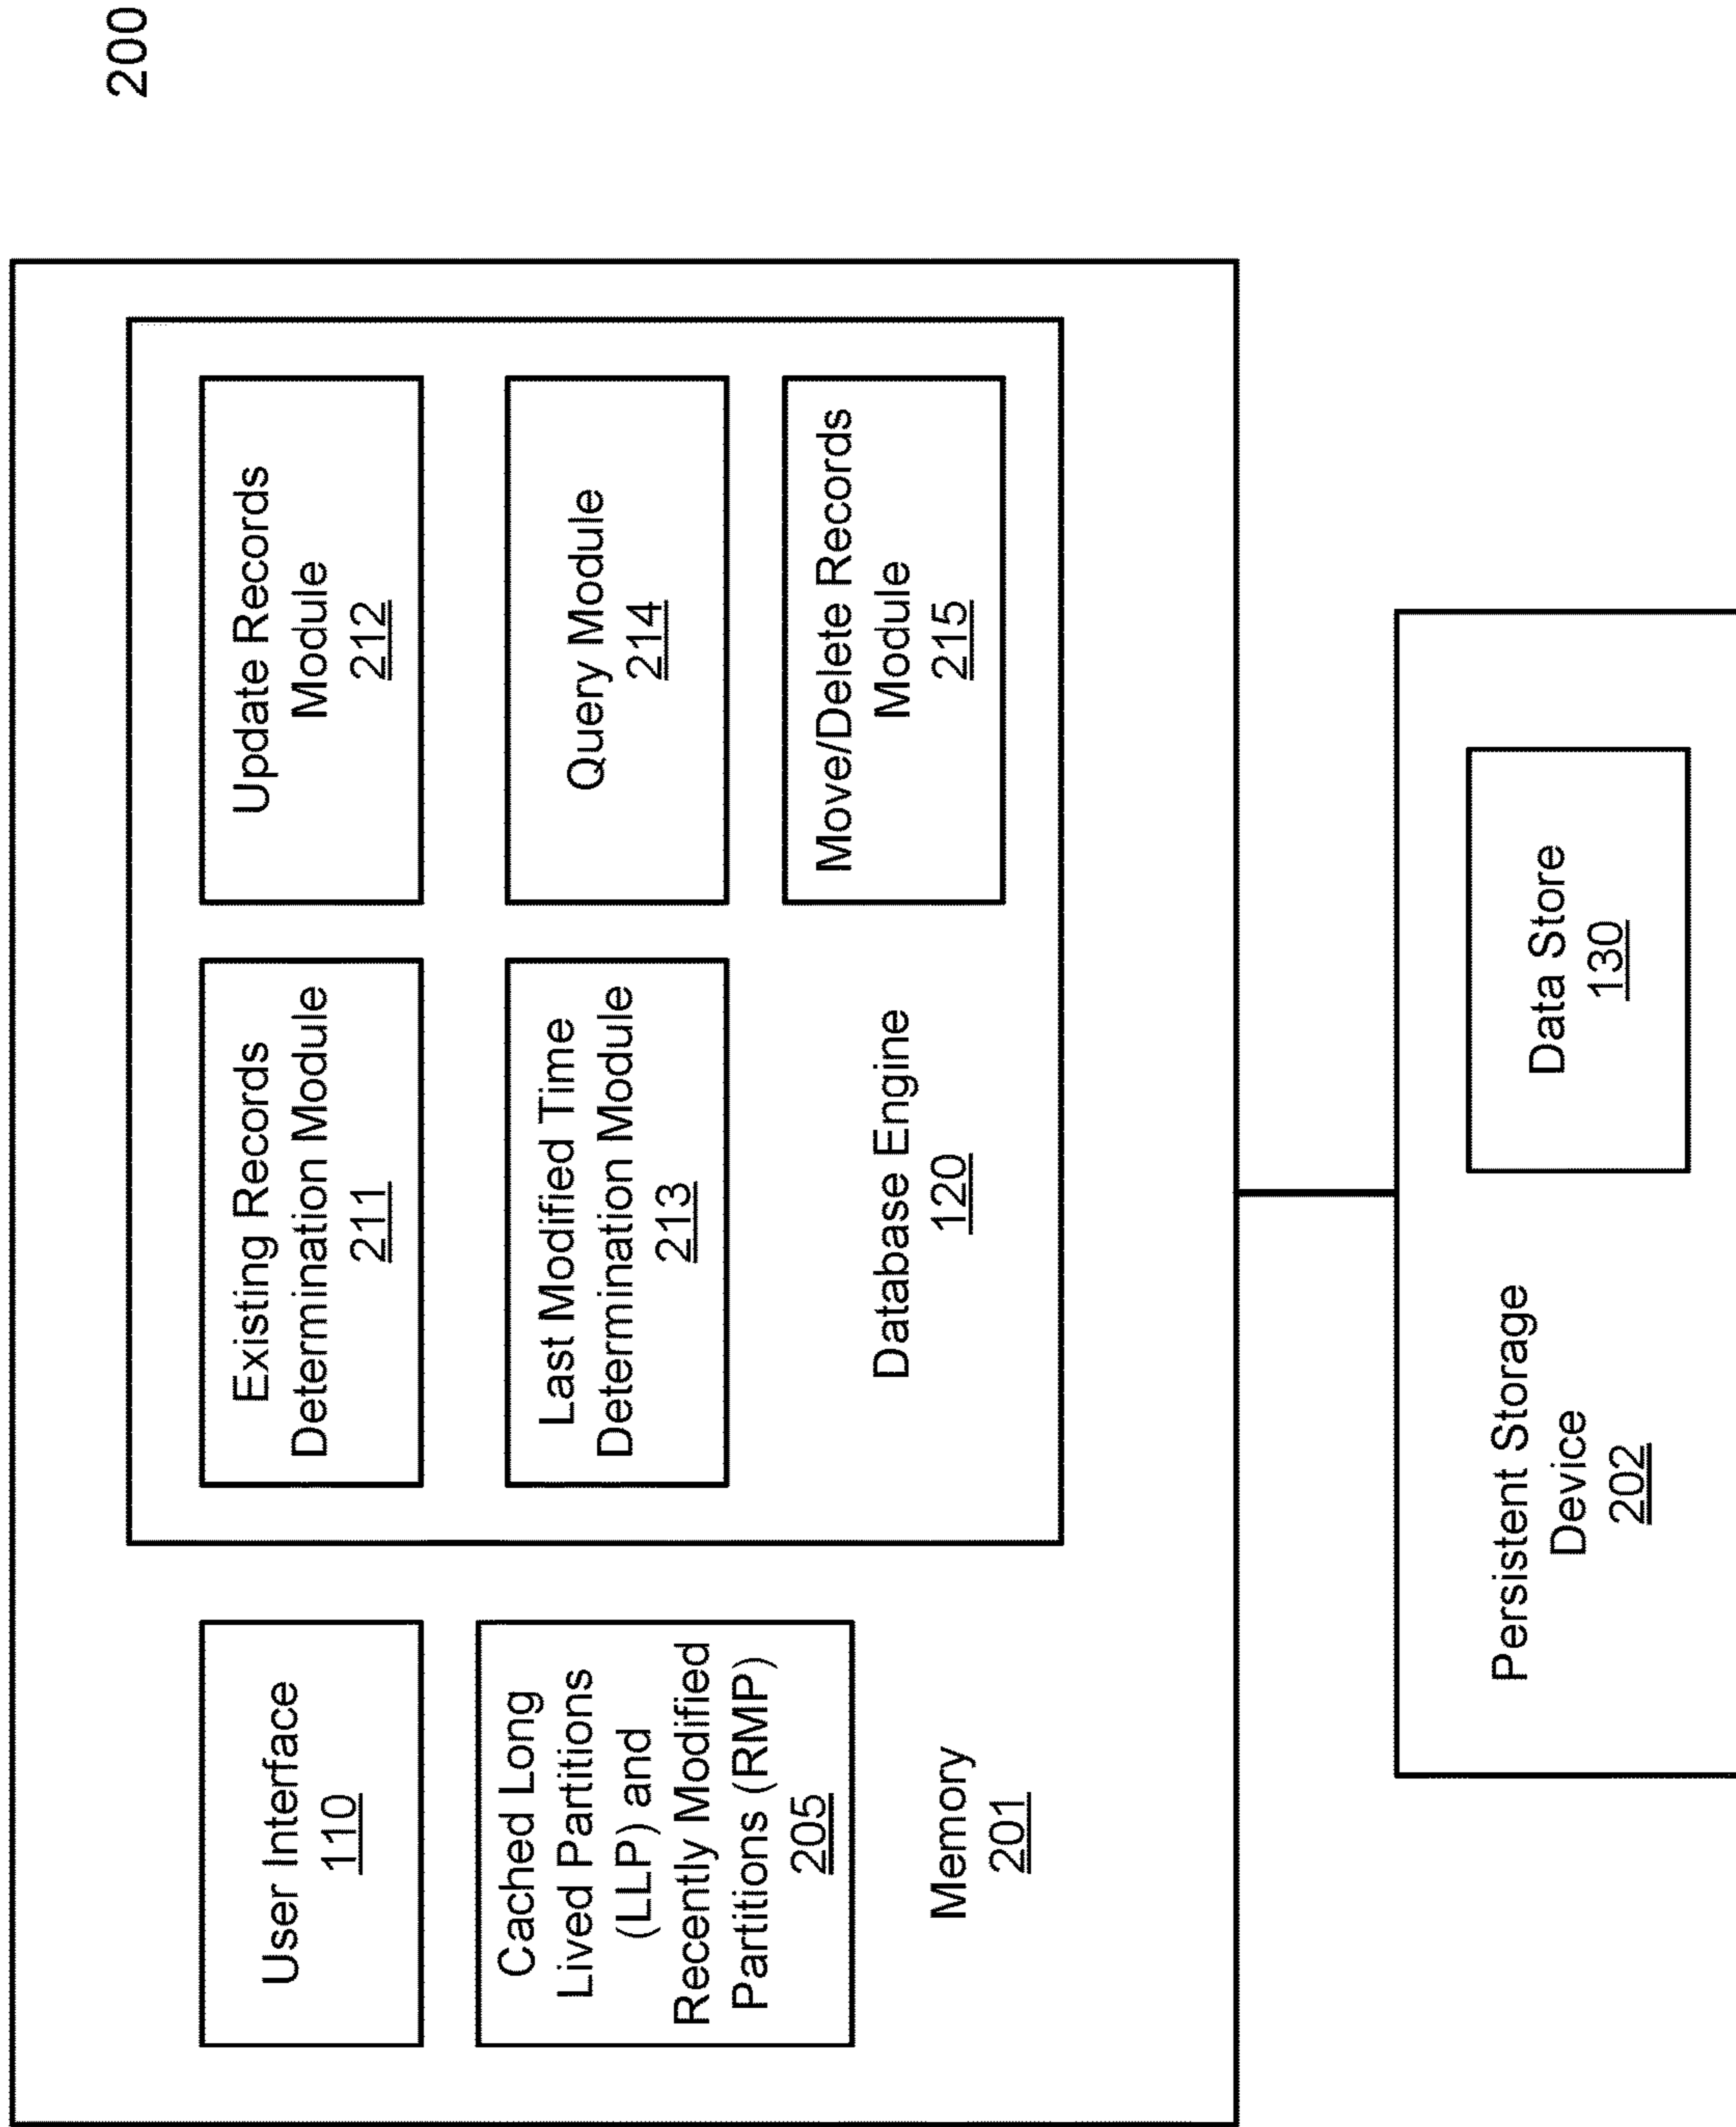 200
User Interface
110
Cached Long
Lived Partitions
(LLP) and
Recently Modified
Partitions (RMP)
205
Memory
201
Existing Records
Determination Module
211
Update Records
Module
212
Last Modified Time
Determination Module
213
Query Module
214
Move/Delete Records
Module
215
Database Engine
120
Persistent Storage
Device
202
Data Store
130